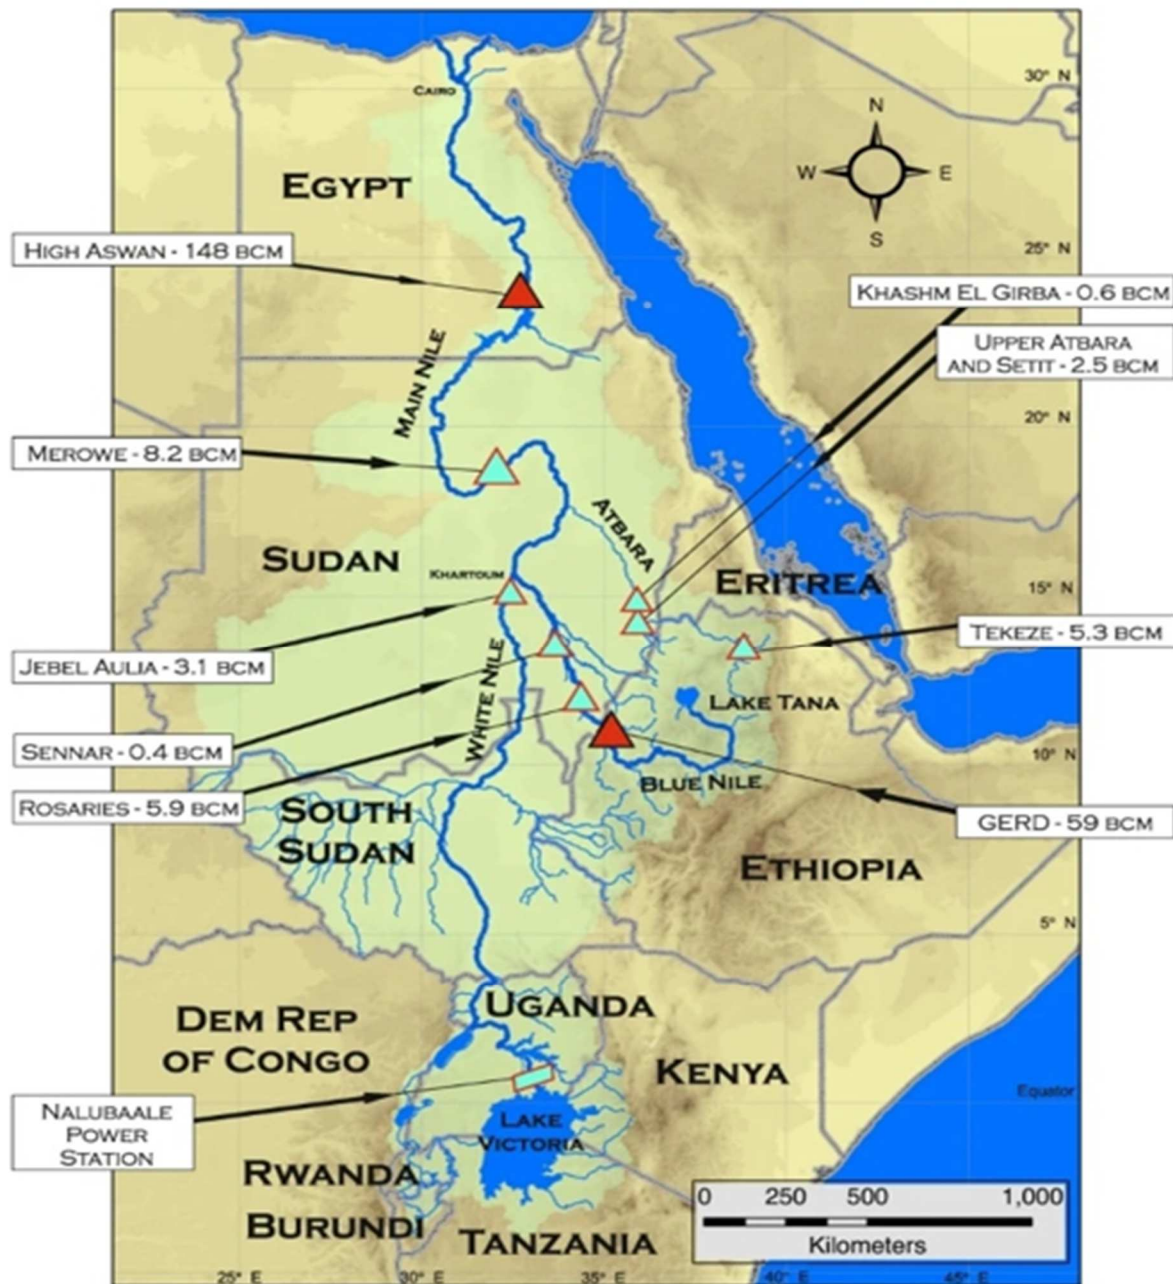 30° N
CAIRO
N
W E
S
EGYPT
HIGH ASWAN - 148 BCM
25° N
KHASHM EL GIRBA - 0.6 BCM
UPPER ATBARA
AND SETIT - 2.5 BCM
MAIN NILE
20° N
MEROWE - 8.2 BCM
ATBARA
SUDAN
KHARTOUM
ERITREA
15° N
TEKEZE - 5.3 BCM
JEBEL AULIA - 3.1 BCM
WHITE NILE
LAKE TANA
SENNAR - 0.4 BCM
10° N
BLUE NILE
ROSARIES - 5.9 BCM
SOUTH
SUDAN
GERD - 59 BCM
ETHIOPIA
5° N
UGANDA
DEM REP
OF CONGO
KENYA
Equator
NALUBAALE
POWER
STATION
LAKE
VICTORIA
RWANDA
BURUNDI
TANZANIA
0 250 500 1,000
Kilometers
25° E 30° E 35° E 40° E 45° E